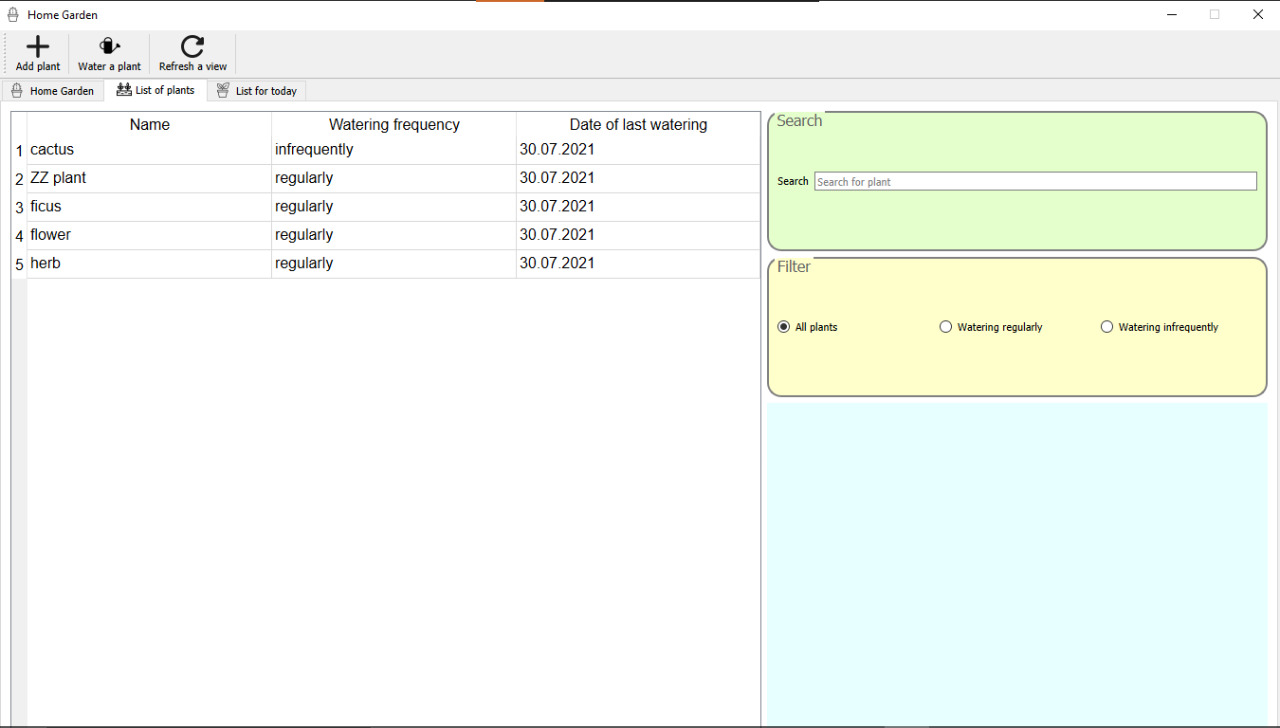 Home Garden
Add plant Water a plant Refresh a view
Home Garden List of plants List for today
Name Watering frequency Date of last watering
1 cactus infrequently 30.07.2021
2 ZZ plant regularly 30.07.2021
3 ficus regularly 30.07.2021
4 flower regularly 30.07.2021
5 herb regularly 30.07.2021
Search
Search Search for plant
Filter
All plants Watering regularly Watering infrequently